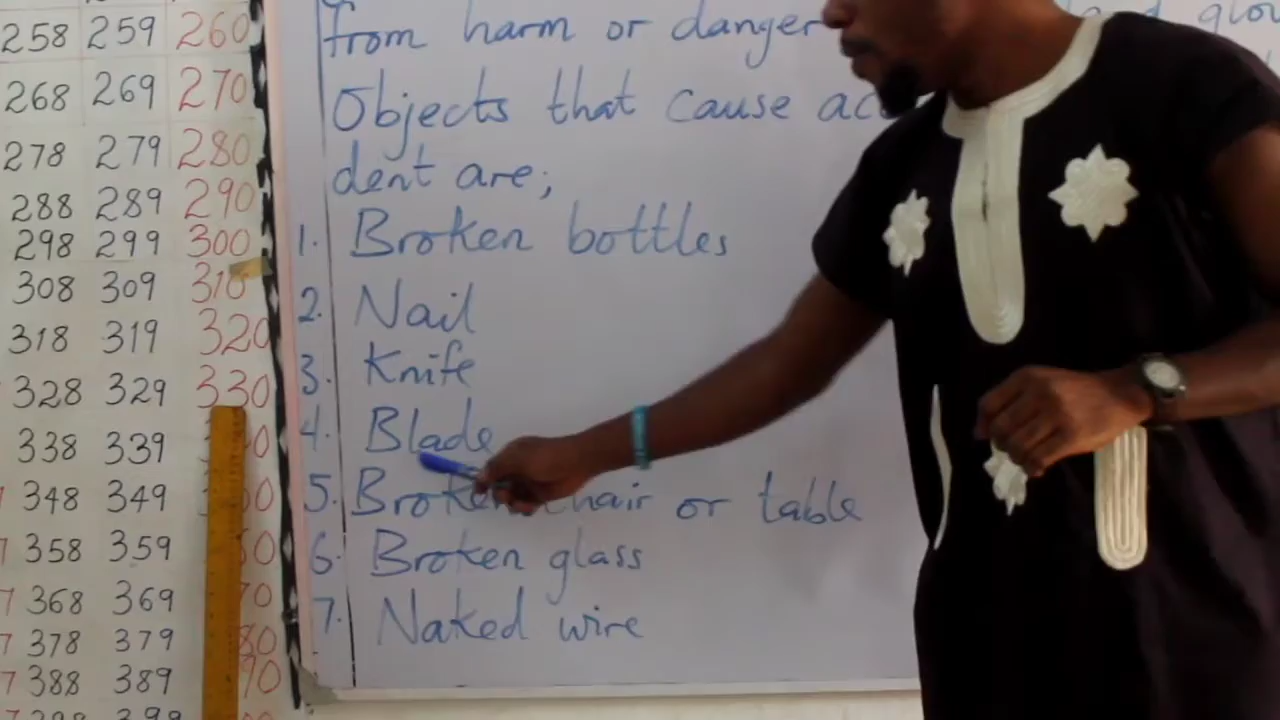 258 259 260
268 269 270
278 279 280
288 289 290
298 299 300
308 309 310
318 319 320
328 329 330
338 339
348 349
358 359
368 369
378 379
388 389
from harm or danger
Objects that cause acc
dent are;
1. Broken bottles
2. Nail
3. Knife
4. Blade
5. Broken chair or table
6. Broken glass
7. Naked wire